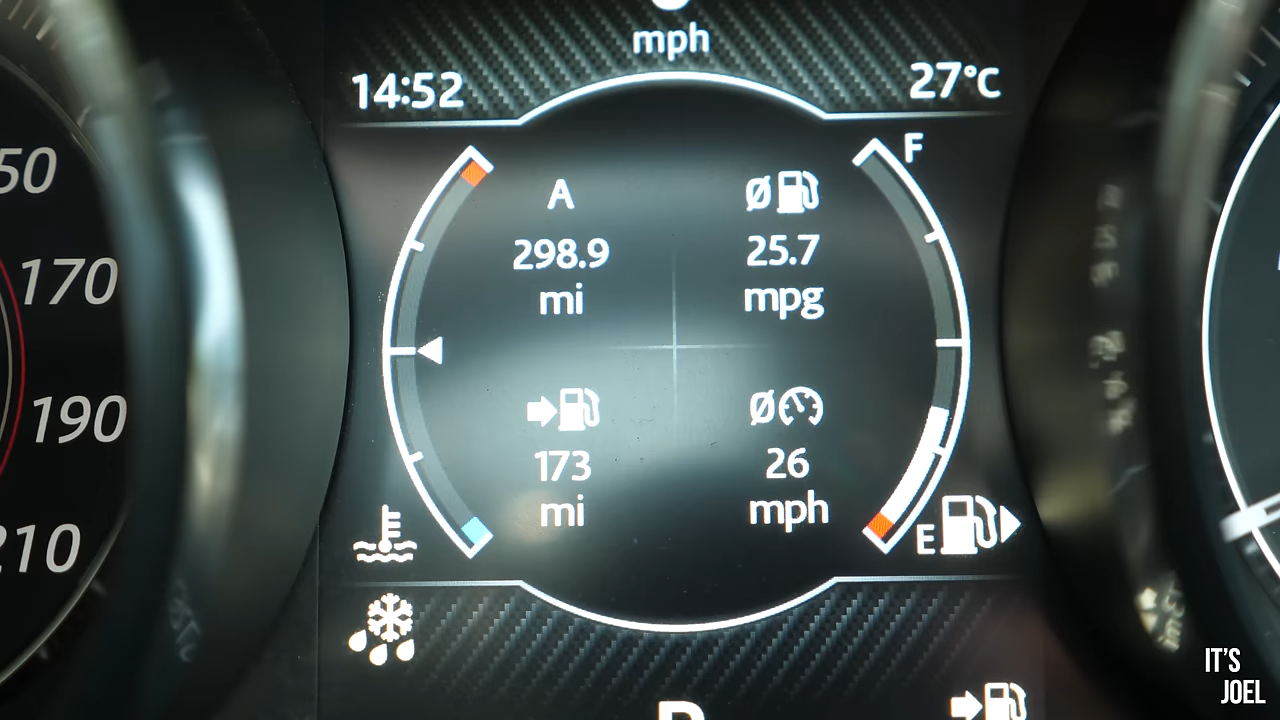 mph
14:52
27°C
F
A
Ø
298.9
25.7
mi
mpg
Ø
173
26
mi
mph
E
50
170
190
210
IT'S
JOEL